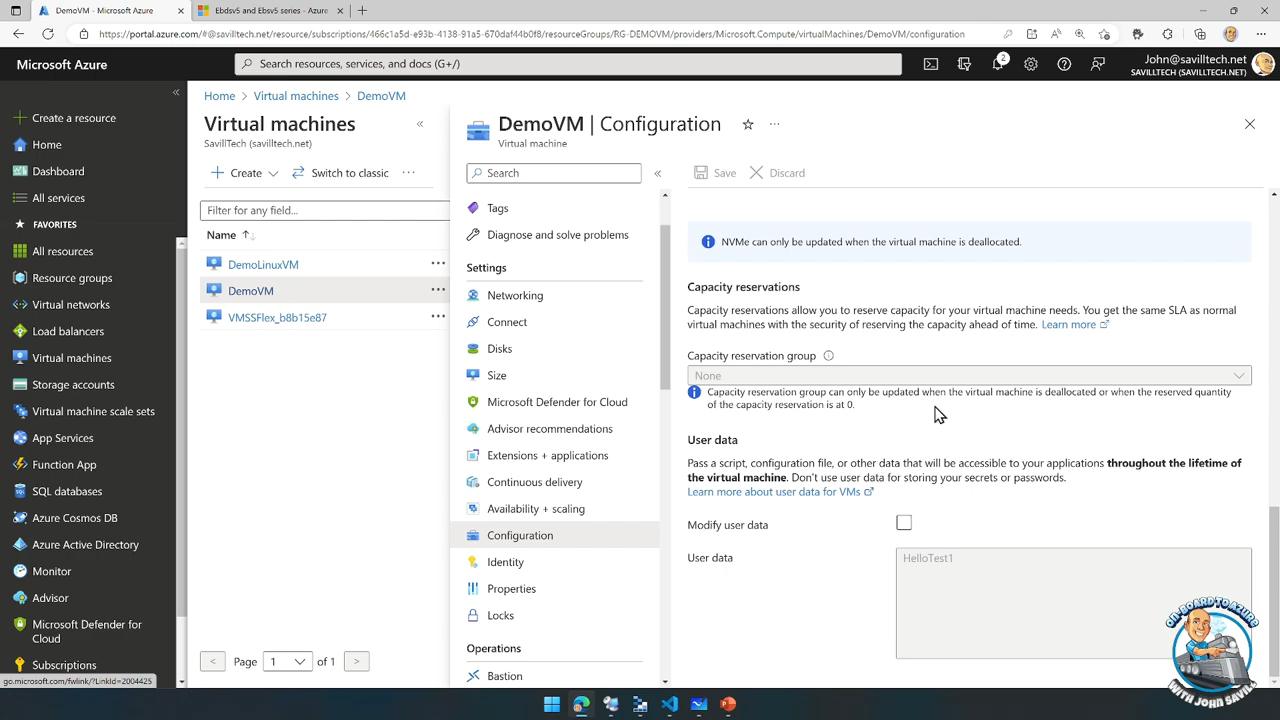 DemoVM - Microsoft Azure
Ebdsv5 and Ebsv5 series - Azure
https://portal.azure.com/#@savilltech.net/resource/subscriptions/466c1a5d-e93b-4138-91a5-670daf44b0f8/resourceGroups/RG-DEMOVM/providers/Microsoft.Compute/virtualMachines/DemoVM/configuration
Microsoft Azure
Search resources, services, and docs (G+/)
2
John@savilltech.net
SAVILLTECH (SAVILLTECH.NET)
Home > Virtual machines > DemoVM
Create a resource
Home
Dashboard
All services
FAVORITES
All resources
Resource groups
Virtual networks
Load balancers
Virtual machines
Storage accounts
Virtual machine scale sets
App Services
Function App
SQL databases
Azure Cosmos DB
Azure Active Directory
Monitor
Advisor
Microsoft Defender for
Cloud
Subscriptions
go.microsoft.com/fwlink/?LinkId=2004425
Virtual machines
SavillTech (savilltech.net)
Create
Switch to classic
Filter for any field...
Name
DemoLinuxVM
DemoVM
VMSSFlex_b8b15e87
< Page 1 of 1 >
DemoVM | Configuration
Virtual machine
Search
Tags
Diagnose and solve problems
Settings
Networking
Connect
Disks
Size
Microsoft Defender for Cloud
Advisor recommendations
Extensions + applications
Continuous delivery
Availability + scaling
Configuration
Identity
Properties
Locks
Operations
Bastion
Save
Discard
NVMe can only be updated when the virtual machine is deallocated.
Capacity reservations
Capacity reservations allow you to reserve capacity for your virtual machine needs. You get the same SLA as normal
virtual machines with the security of reserving the capacity ahead of time. Learn more
Capacity reservation group
None
Capacity reservation group can only be updated when the virtual machine is deallocated or when the reserved quantity
of the capacity reservation is at 0.
User data
Pass a script, configuration file, or other data that will be accessible to your applications throughout the lifetime of
the virtual machine. Don't use user data for storing your secrets or passwords.
Learn more about user data for VMs
Modify user data
User data
HelloTest1
ON-BOARD TO AZURE
WITH JOHN SAVILL